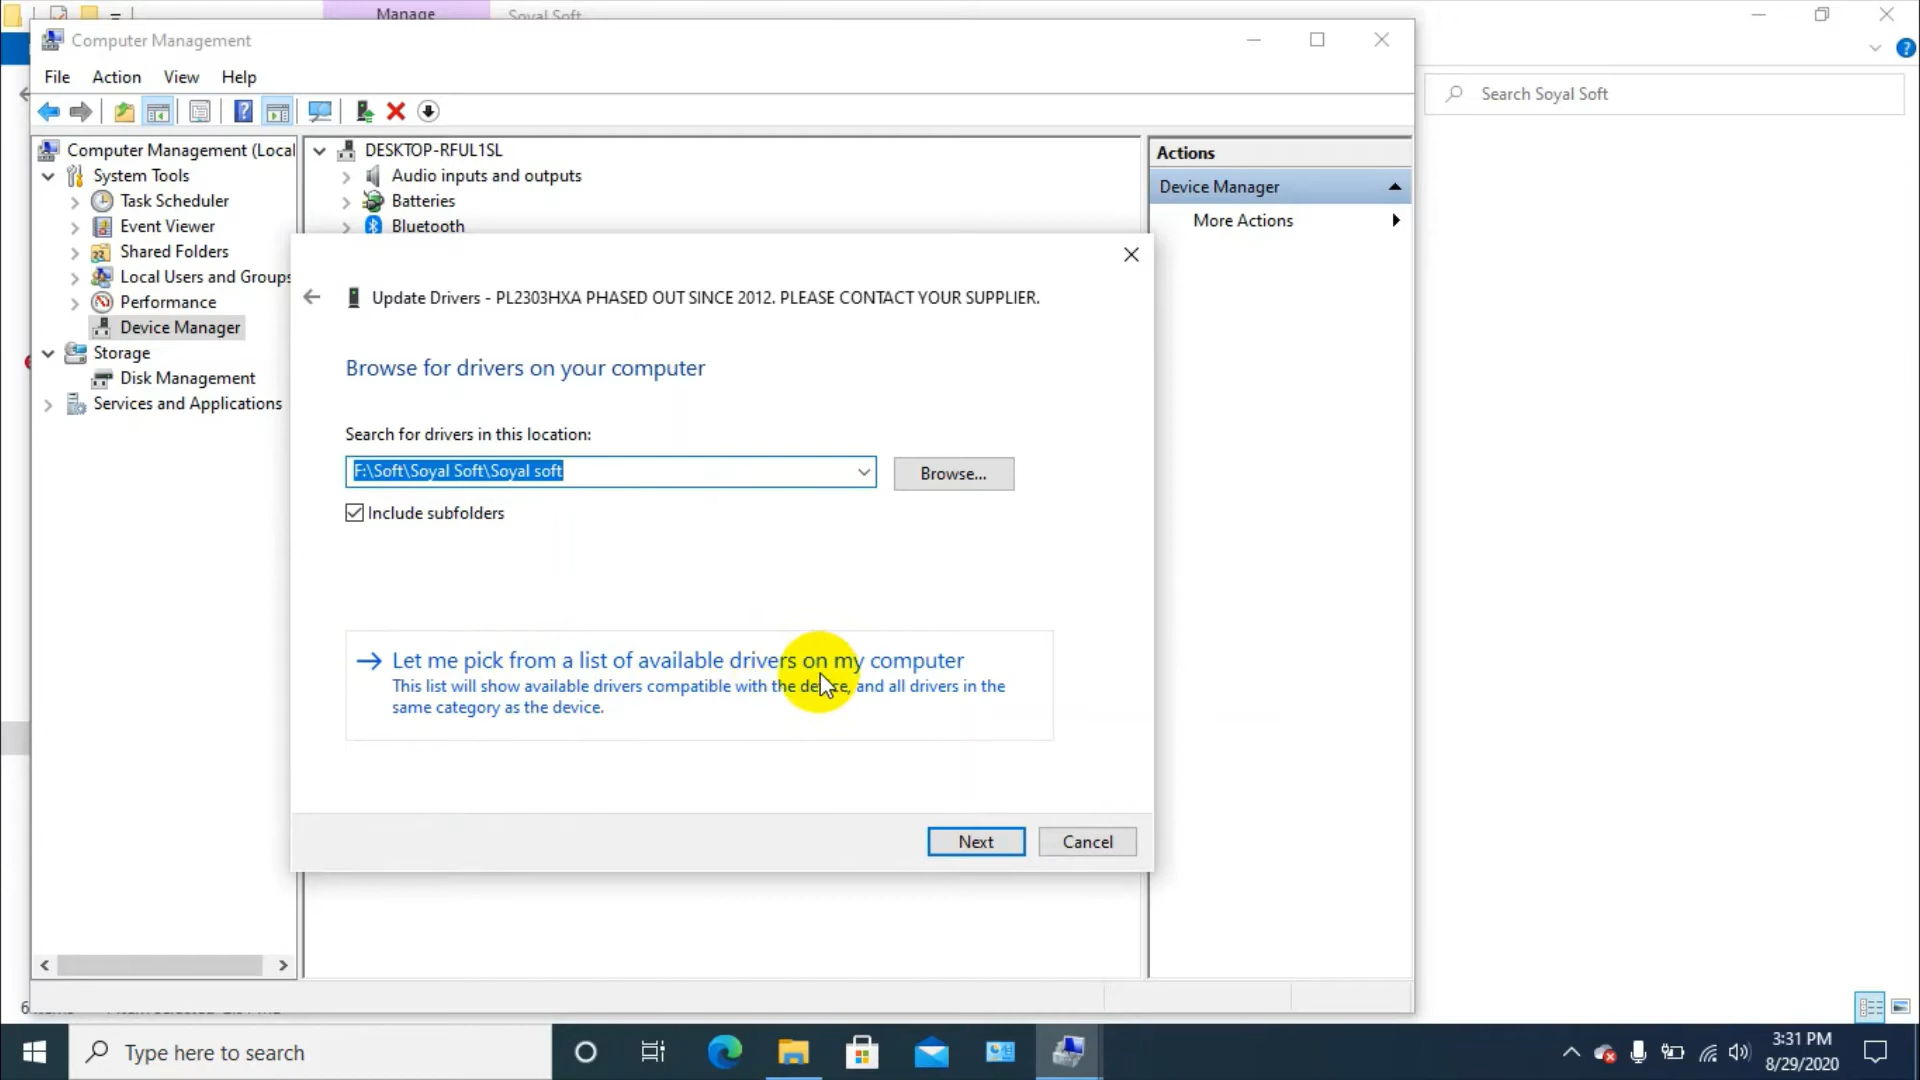 Manage
Soyal Soft
Computer Management
File Action View Help
Search Soyal Soft
Computer Management (Local
System Tools
Task Scheduler
Event Viewer
Shared Folders
Local Users and Groups
Performance
Device Manager
Storage
Disk Management
Services and Applications
DESKTOP-RFUL1SL
Audio inputs and outputs
Batteries
Bluetooth
Actions
Device Manager
More Actions
Update Drivers - PL2303HXA PHASED OUT SINCE 2012. PLEASE CONTACT YOUR SUPPLIER.
Browse for drivers on your computer
Search for drivers in this location:
F:\Soft\Soyal Soft\Soyal soft
Browse...
Include subfolders
Let me pick from a list of available drivers on my computer
This list will show available drivers compatible with the device, and all drivers in the
same category as the device.
Next
Cancel
Type here to search
3:31 PM
8/29/2020